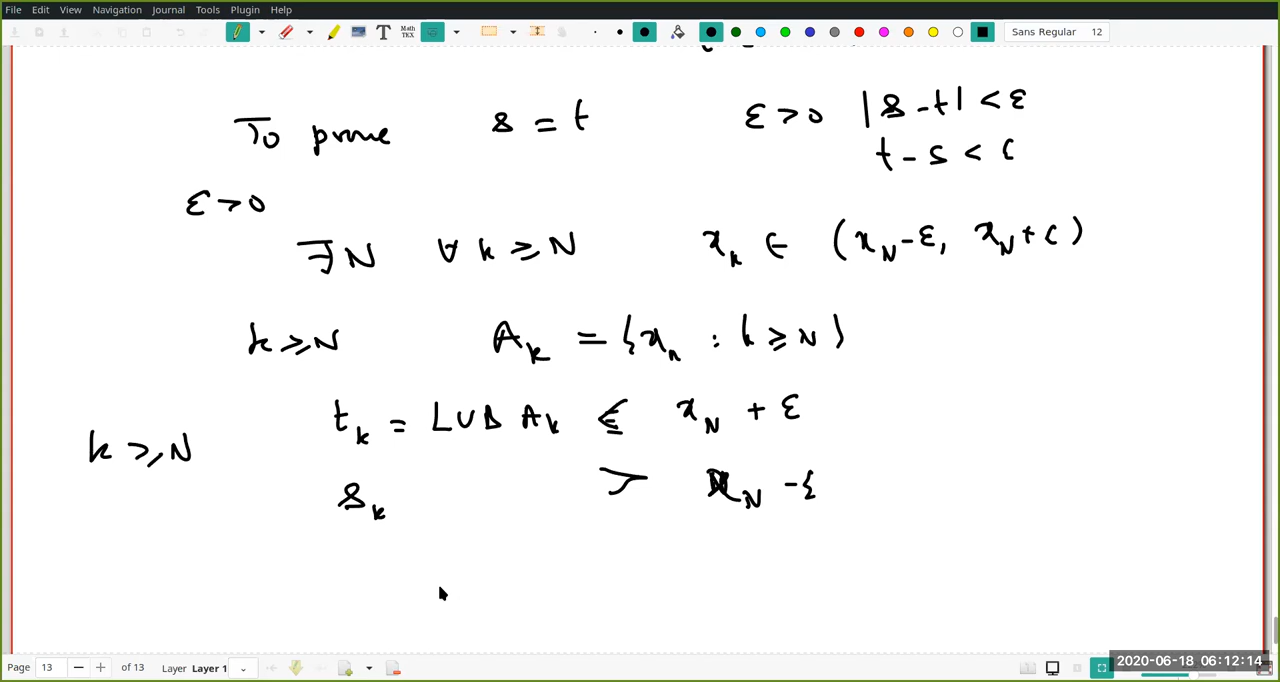 File Edit View Navigation Journal Tools Plugin Help
Math TEX Sans Regular 12
To prove s = t ε > 0 |s - t| < ε
t - s < ε
ε > 0
∃N ∀ k ≥ N x_k ∈ (x_N - ε, x_N + ε)
k ≥ N A_k = {x_n : k ≥ N}
t_k = LUB A_k ≤ x_N + ε
k ≥ N
s_k ≥ x_N - ε
Page 13 of 13 Layer Layer 1 2020-06-18 06:12:14